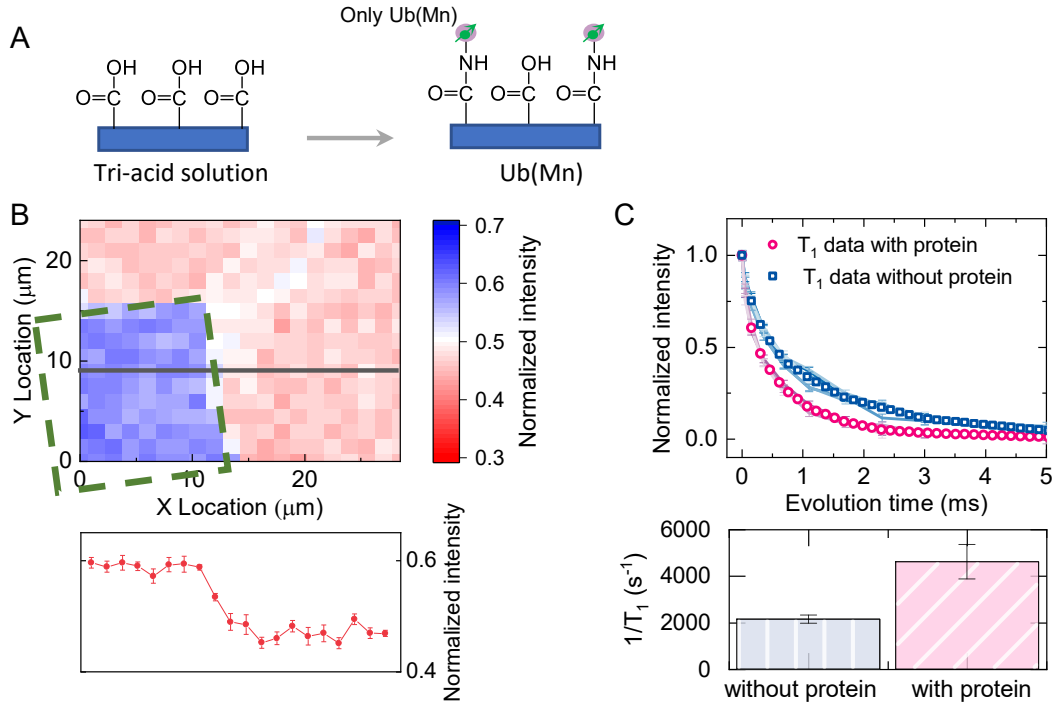 A
Only Ub(Mn)
OH OH OH
O=C O=C O=C
Tri-acid solution
NH OH NH
O=C O=C O=C
Ub(Mn)
B
Y Location (μm)
20
10
0
0 10 20
X Location (μm)
0.7
0.6
0.5
0.4
0.3
Normalized intensity
0.6
0.4
Normalized intensity
C
Normalized intensity
1.0
0.5
0.0
T1 data with protein
T1 data without protein
0 1 2 3 4 5
Evolution time (ms)
1/T1 (s-1)
6000
4000
2000
0
without protein with protein